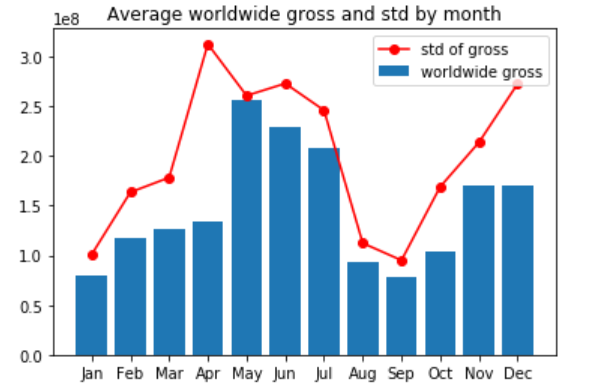 Average worldwide gross and std by month
1e8
std of gross
worldwide gross
3.0
2.5
2.0
1.5
1.0
0.5
0.0
Jan Feb Mar Apr May Jun Jul Aug Sep Oct Nov Dec